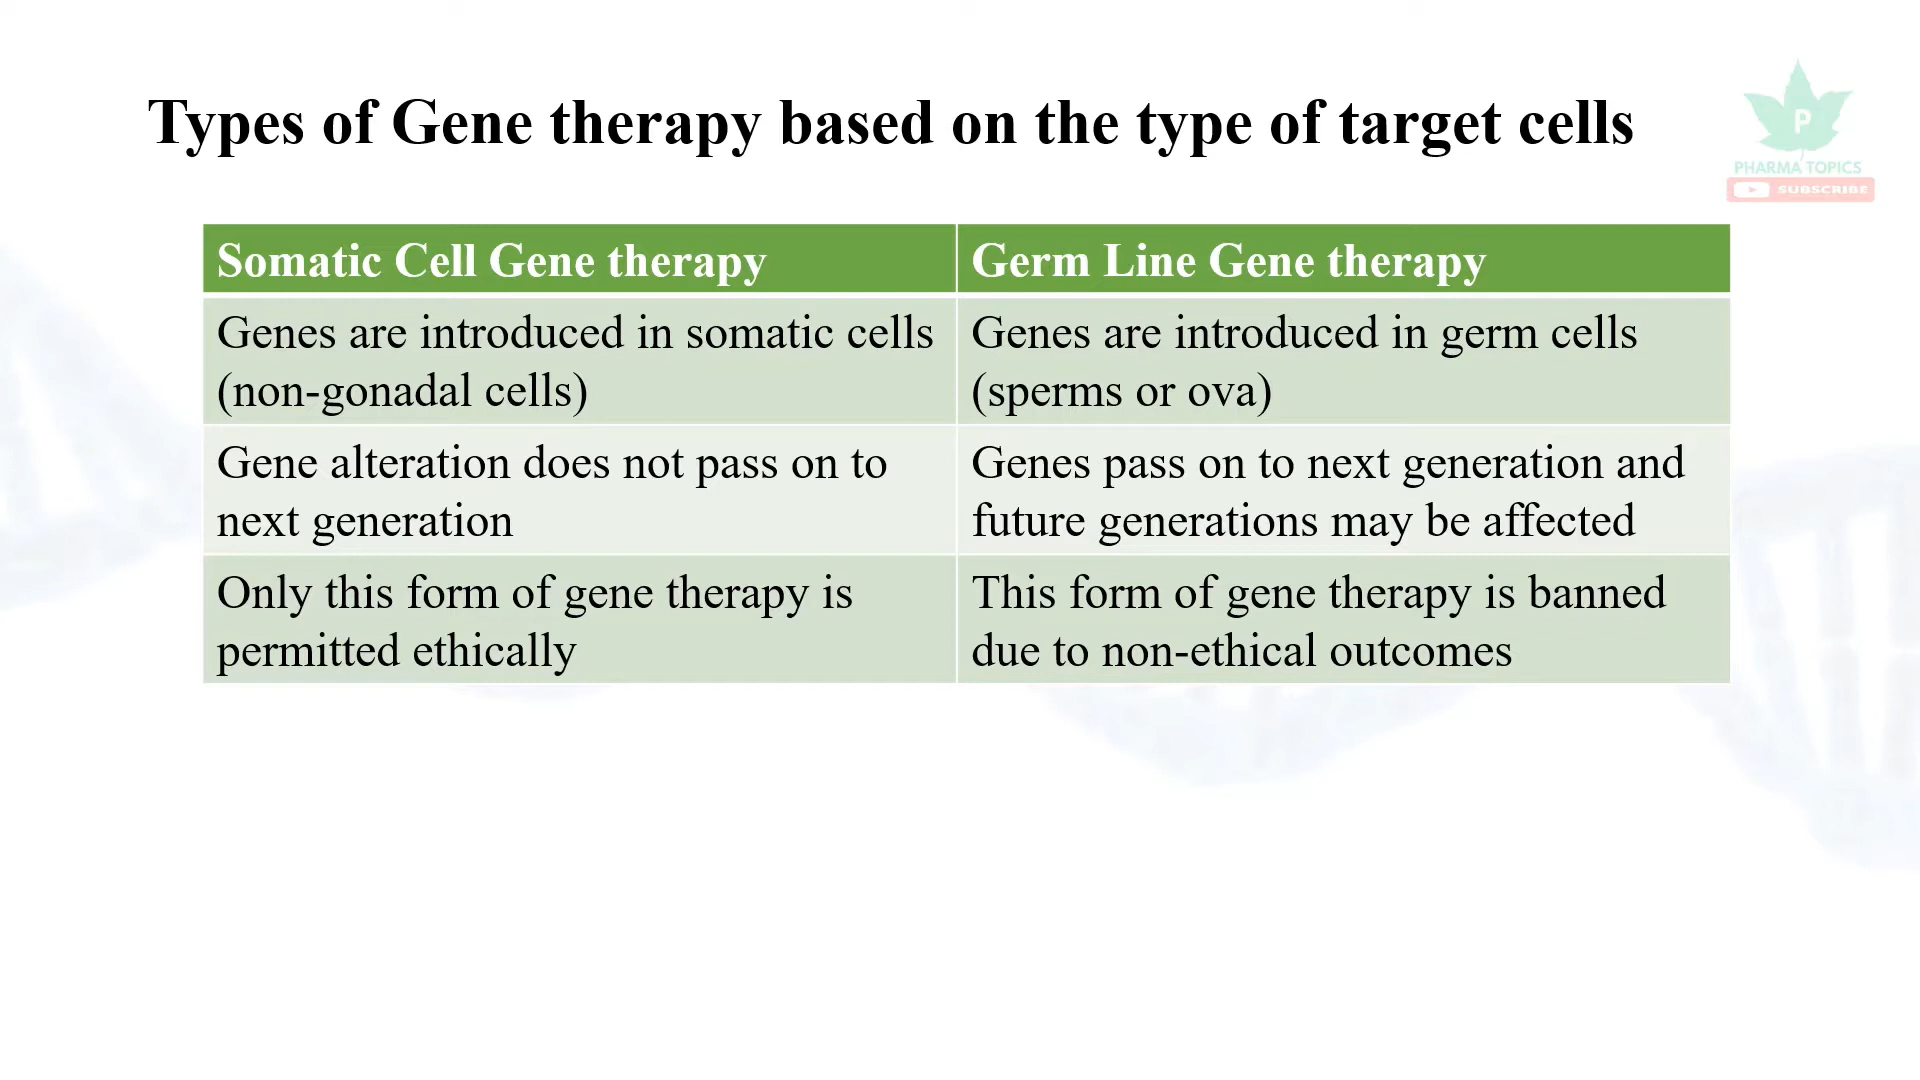 Types of Gene therapy based on the type of target cells
P
PHARMA TOPICS
SUBSCRIBE
Somatic Cell Gene therapy
Germ Line Gene therapy
Genes are introduced in somatic cells
(non-gonadal cells)
Genes are introduced in germ cells
(sperms or ova)
Gene alteration does not pass on to
next generation
Genes pass on to next generation and
future generations may be affected
Only this form of gene therapy is
permitted ethically
This form of gene therapy is banned
due to non-ethical outcomes